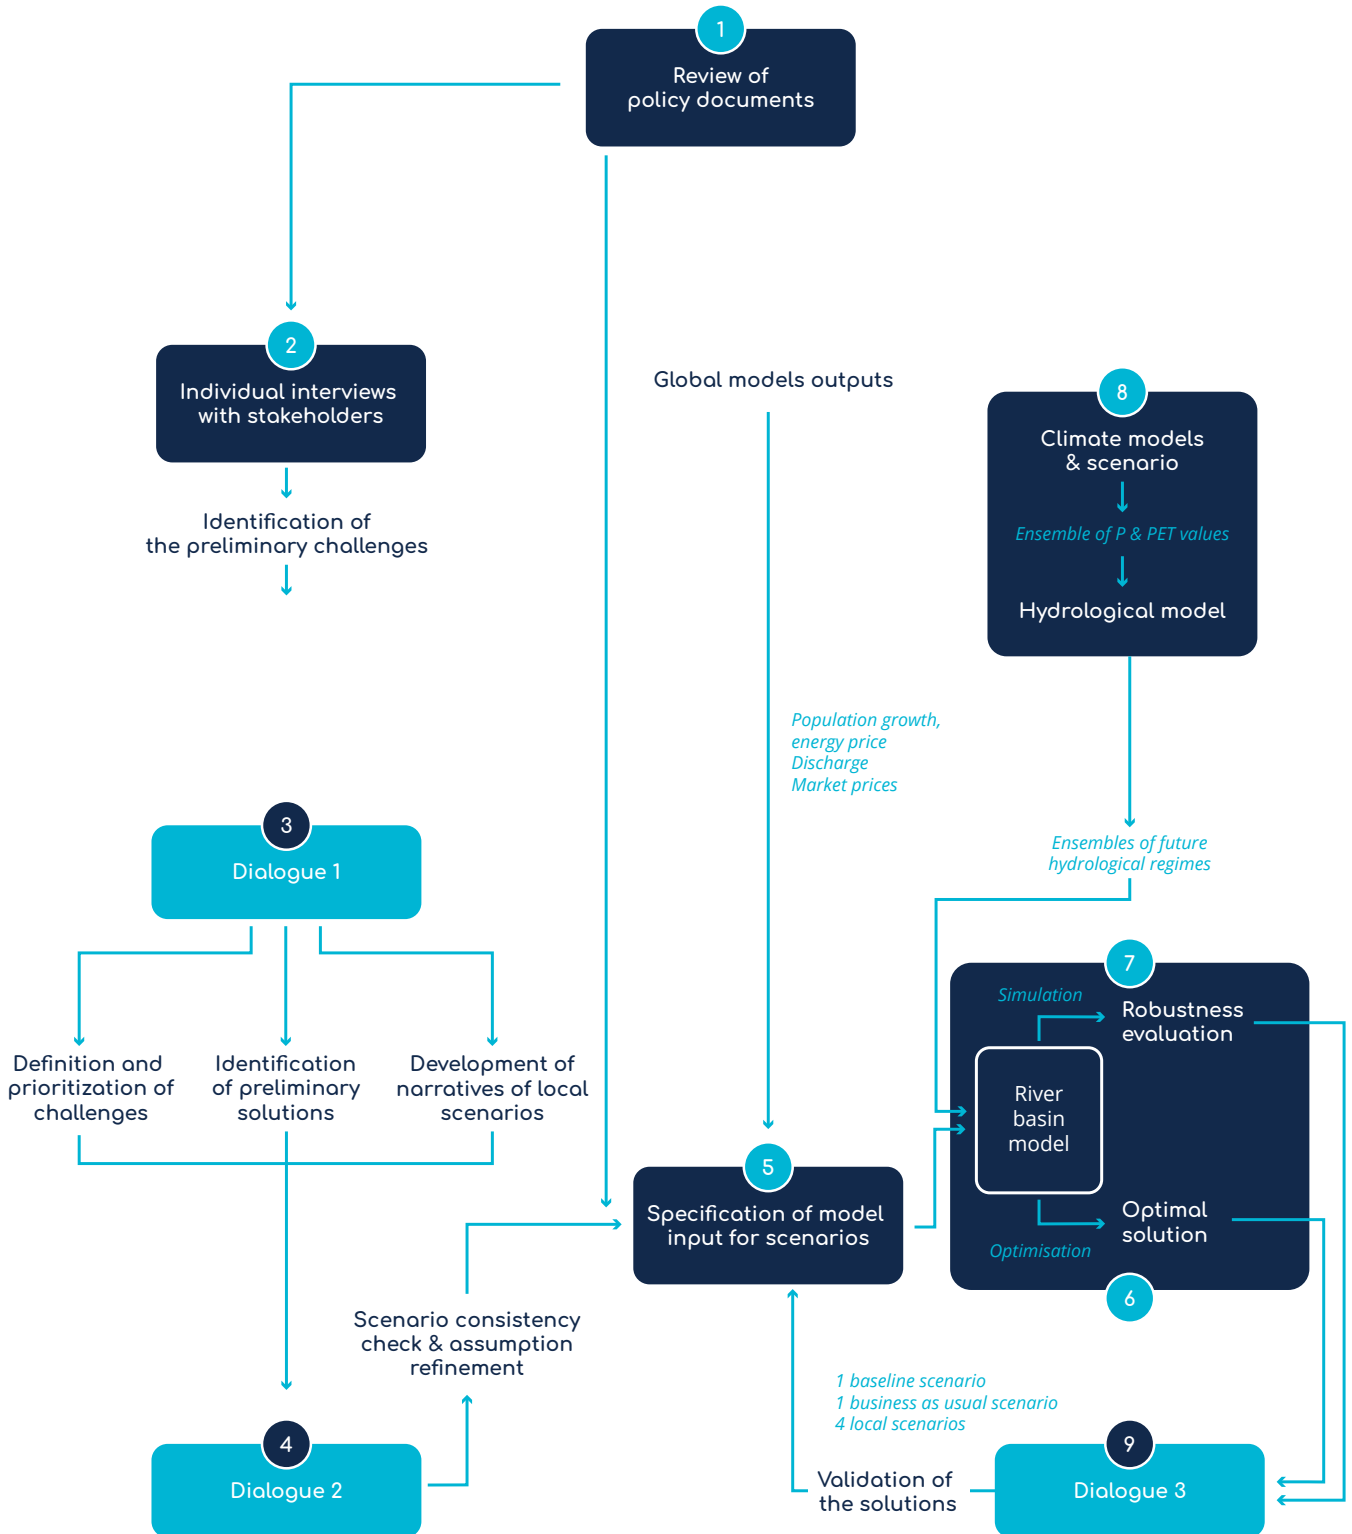 1
Review of
policy documents
2
Individual interviews
with stakeholders
Identification of
the preliminary challenges
Global models outputs
Population growth,
energy price
Discharge
Market prices
8
Climate models
& scenario
Ensemble of P & PET values
Hydrological model
Ensembles of future
hydrological regimes
3
Dialogue 1
Definition and
prioritization of
challenges
Identification
of preliminary
solutions
Development of
narratives of local
scenarios
7
Simulation
Robustness
evaluation
River
basin
model
Optimal
solution
Optimisation
6
5
Specification of model
input for scenarios
Scenario consistency
check & assumption
refinement
1 baseline scenario
1 business as usual scenario
4 local scenarios
4
Dialogue 2
Validation of
the solutions
9
Dialogue 3